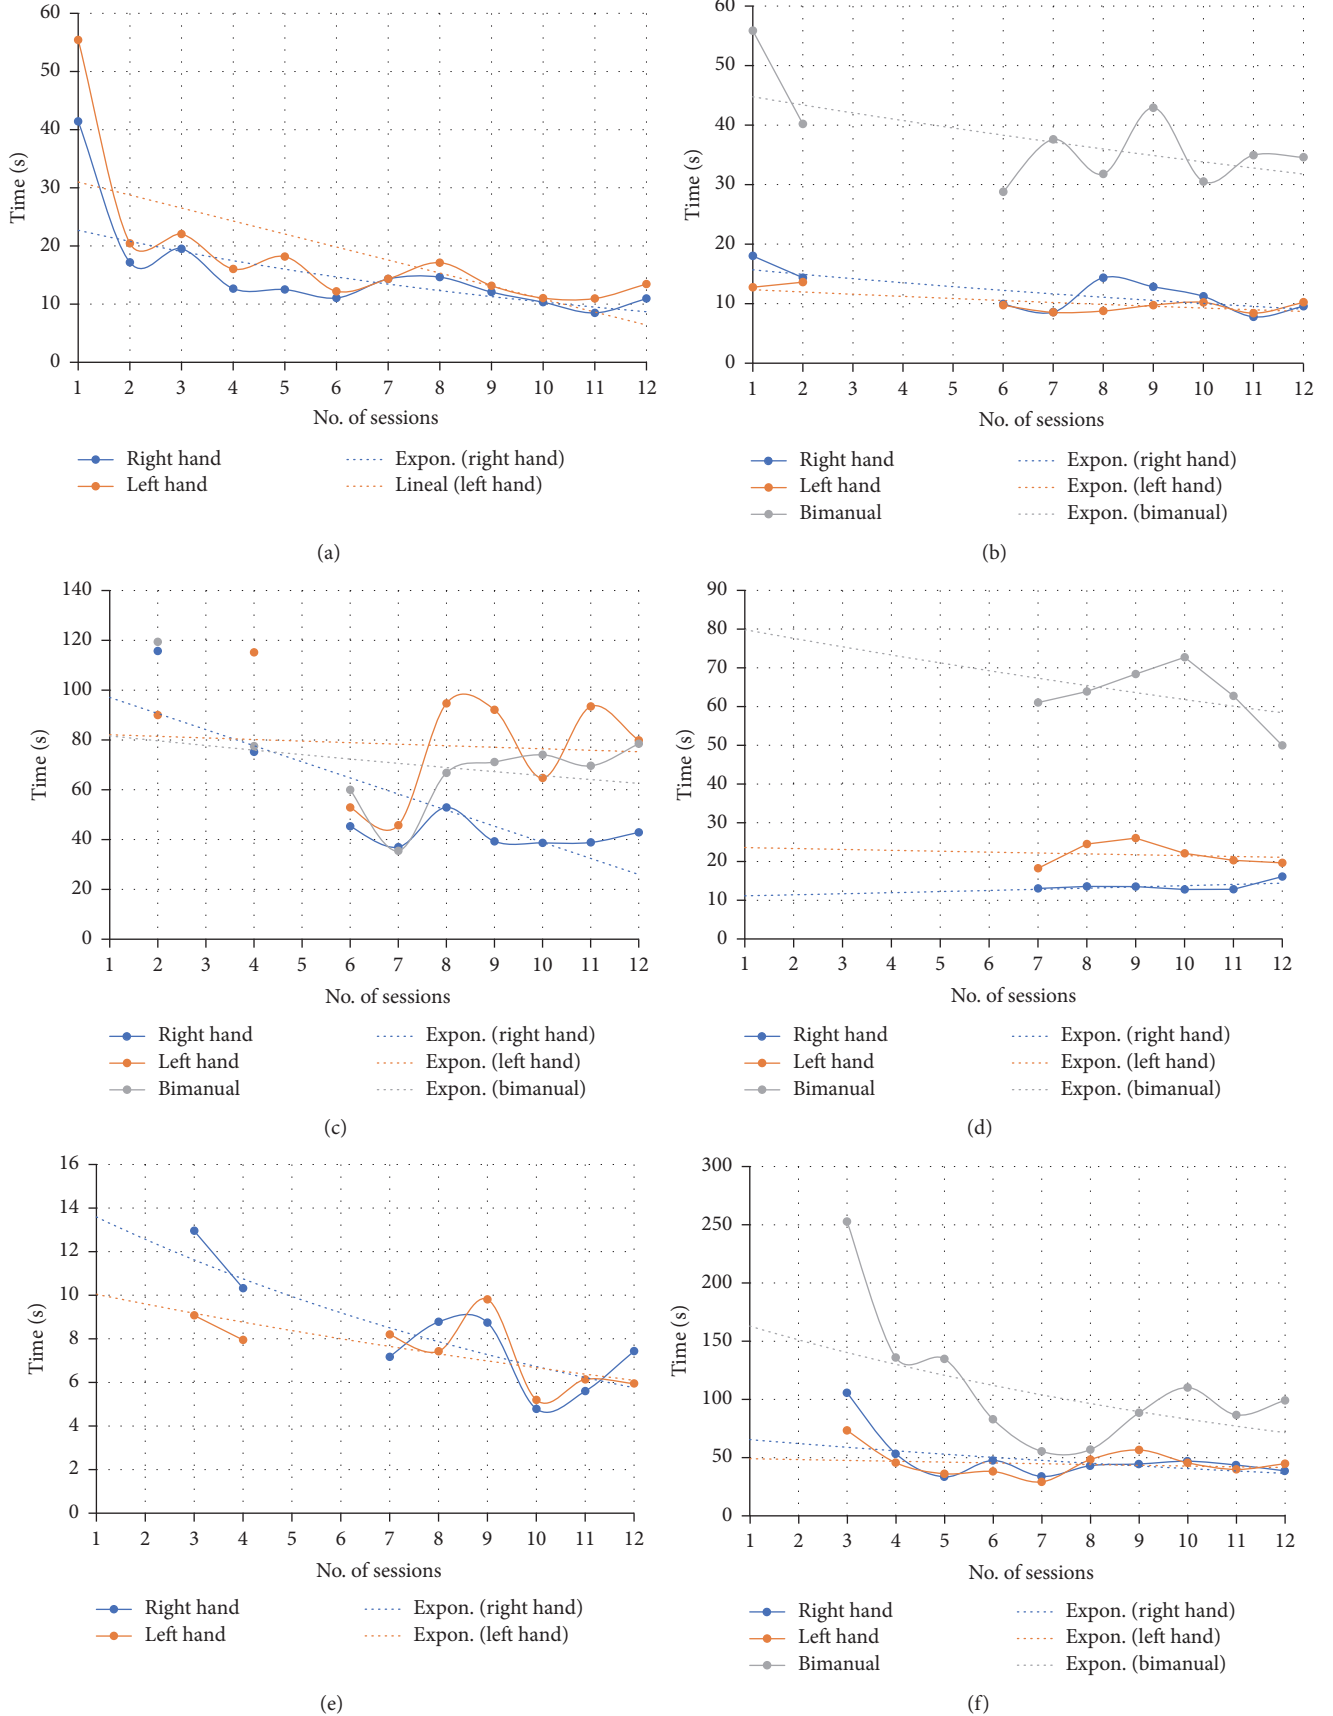 60
50
40
30
20
10
0
Time (s)
1 2 3 4 5 6 7 8 9 10 11 12
No. of sessions
Right hand
Left hand
Expon. (right hand)
Lineal (left hand)
(a)
60
50
40
30
20
10
0
Time (s)
1 2 3 4 5 6 7 8 9 10 11 12
No. of sessions
Right hand
Left hand
Bimanual
Expon. (right hand)
Expon. (left hand)
Expon. (bimanual)
(b)
140
120
100
80
60
40
20
0
Time (s)
1 2 3 4 5 6 7 8 9 10 11 12
No. of sessions
Right hand
Left hand
Bimanual
Expon. (right hand)
Expon. (left hand)
Expon. (bimanual)
(c)
90
80
70
60
50
40
30
20
10
0
Time (s)
1 2 3 4 5 6 7 8 9 10 11 12
No. of sessions
Right hand
Left hand
Bimanual
Expon. (right hand)
Expon. (left hand)
Expon. (bimanual)
(d)
16
14
12
10
8
6
4
2
0
Time (s)
1 2 3 4 5 6 7 8 9 10 11 12
No. of sessions
Right hand
Left hand
Expon. (right hand)
Expon. (left hand)
(e)
300
250
200
150
100
50
0
Time (s)
1 2 3 4 5 6 7 8 9 10 11 12
No. of sessions
Right hand
Left hand
Bimanual
Expon. (right hand)
Expon. (left hand)
Expon. (bimanual)
(f)